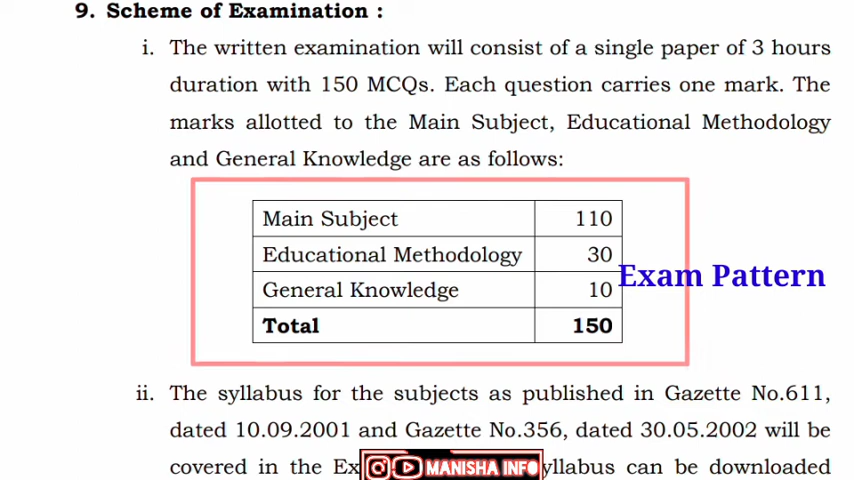 9. Scheme of Examination :
i. The written examination will consist of a single paper of 3 hours
duration with 150 MCQs. Each question carries one mark. The
marks allotted to the Main Subject, Educational Methodology
and General Knowledge are as follows:
Main Subject 110
Educational Methodology 30
General Knowledge 10
Total 150
Exam Pattern
ii. The syllabus for the subjects as published in Gazette No.611,
dated 10.09.2001 and Gazette No.356, dated 30.05.2002 will be
covered in the yllabus can be downloaded
MANISHA INFO